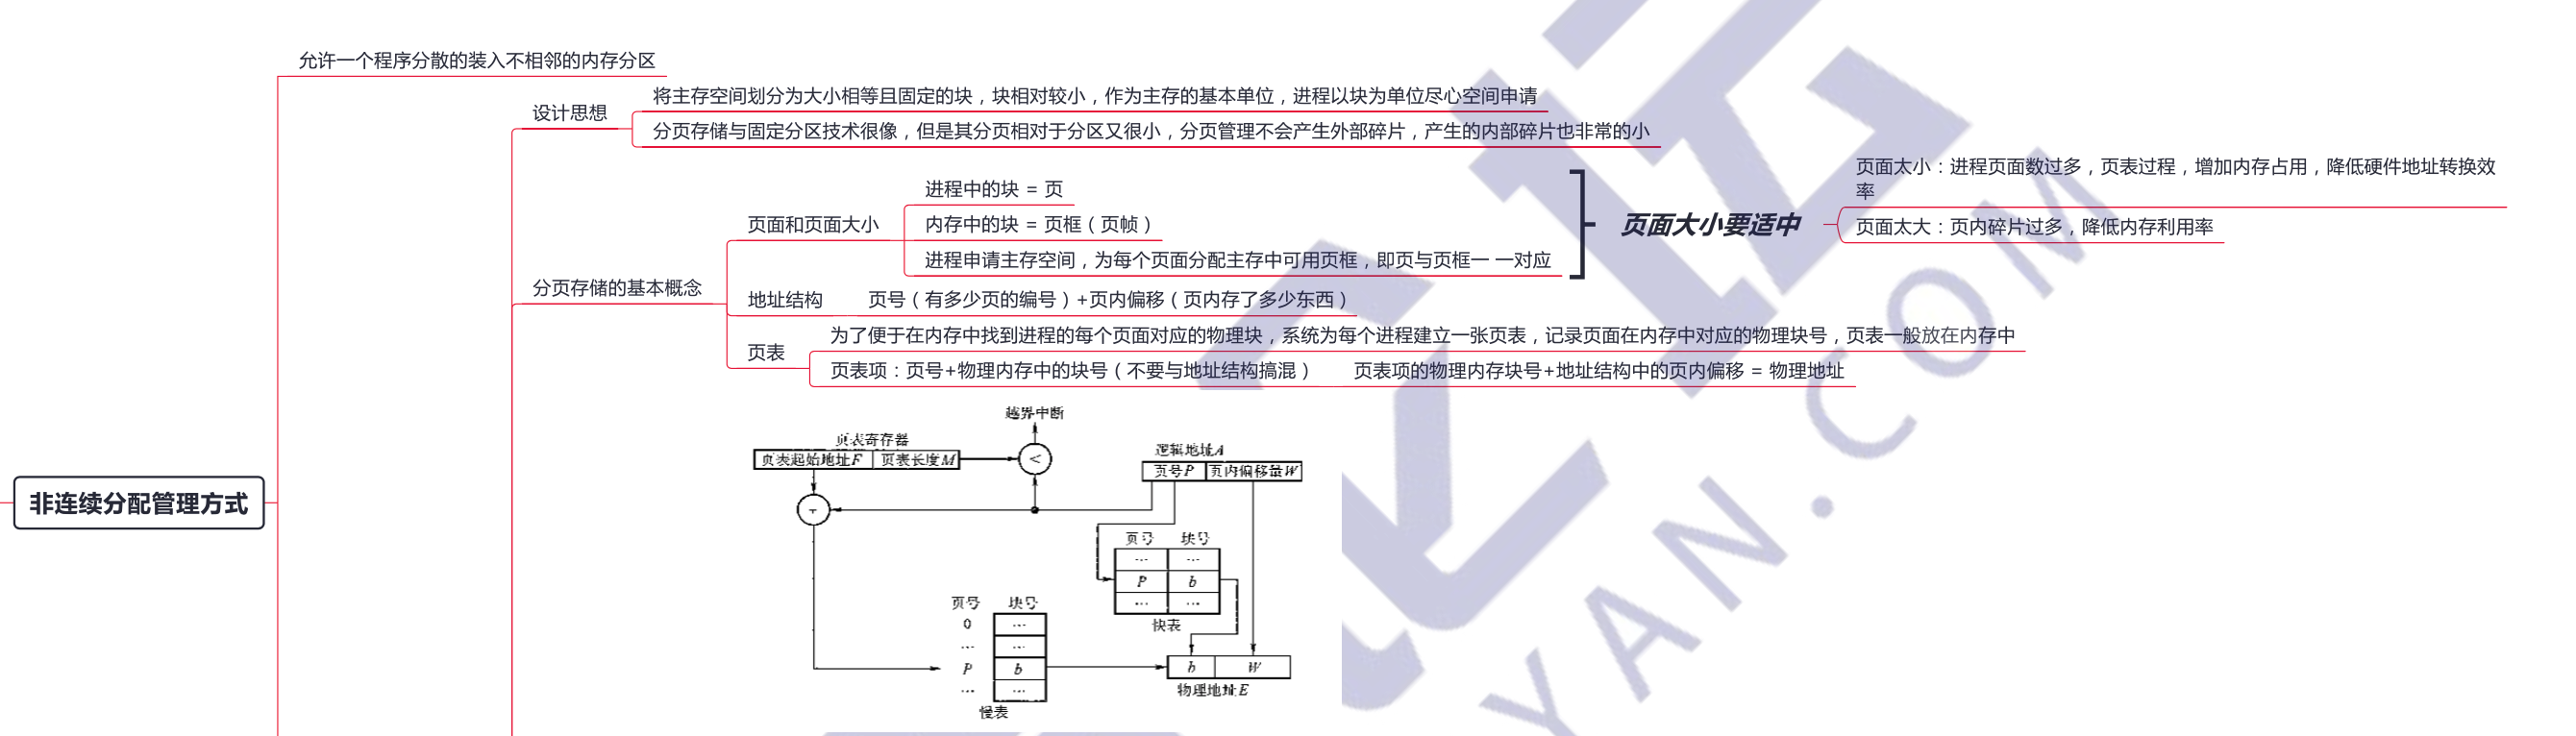 允许一个程序分散的装入不相邻的内存分区
设计思想
将主存空间划分为大小相等且固定的块，块相对较小，作为主存的基本单位，进程以块为单位尽心空间申请
分页存储与固定分区技术很像，但是其分页相对于分区又很小，分页管理不会产生外部碎片，产生的内部碎片也非常的小
分页存储的基本概念
页面和页面大小
进程中的块 = 页
内存中的块 = 页框（页帧）
进程申请主存空间，为每个页面分配主存中可用页框，即页与页框一 一对应
页面大小要适中
页面太小：进程页面数过多，页表过程，增加内存占用，降低硬件地址转换效
率
页面太大：页内碎片过多，降低内存利用率
地址结构
页号（有多少页的编号）+页内偏移（页内存了多少东西）
页表
为了便于在内存中找到进程的每个页面对应的物理块，系统为每个进程建立一张页表，记录页面在内存中对应的物理块号，页表一般放在内存中
页表项：页号+物理内存中的块号（不要与地址结构搞混）
页表项的物理内存块号+地址结构中的页内偏移 = 物理地址
非连续分配管理方式
越界中断
页表寄存器
页表起始地址F 页表长度M
<
逻辑地址A
页号P 页内偏移量W
+
页号 块号
... ...
P b
... ...
快表
页号 块号
0 ...
... ...
P b
... ...
慢表
b W
物理地址E
YAN.COM